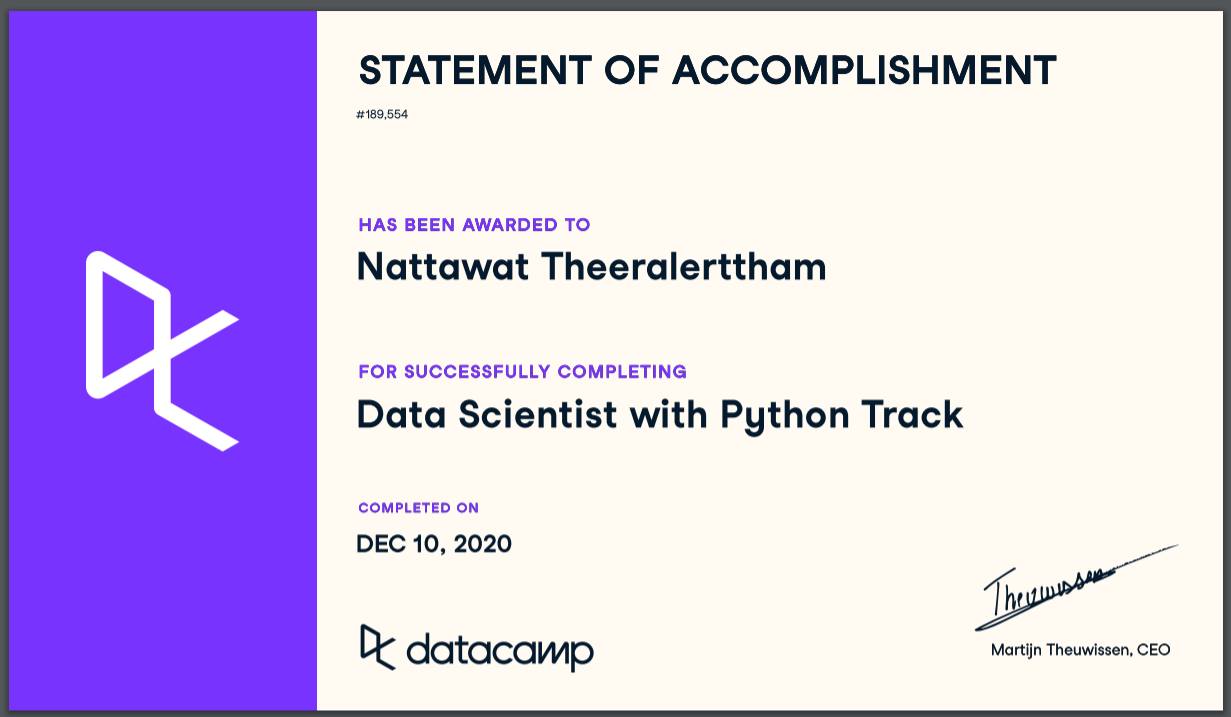 STATEMENT OF ACCOMPLISHMENT
#189,554
HAS BEEN AWARDED TO
Nattawat Theeralerttham
FOR SUCCESSFULLY COMPLETING
Data Scientist with Python Track
COMPLETED ON
DEC 10, 2020
Theuwissen
datacamp
Martijn Theuwissen, CEO